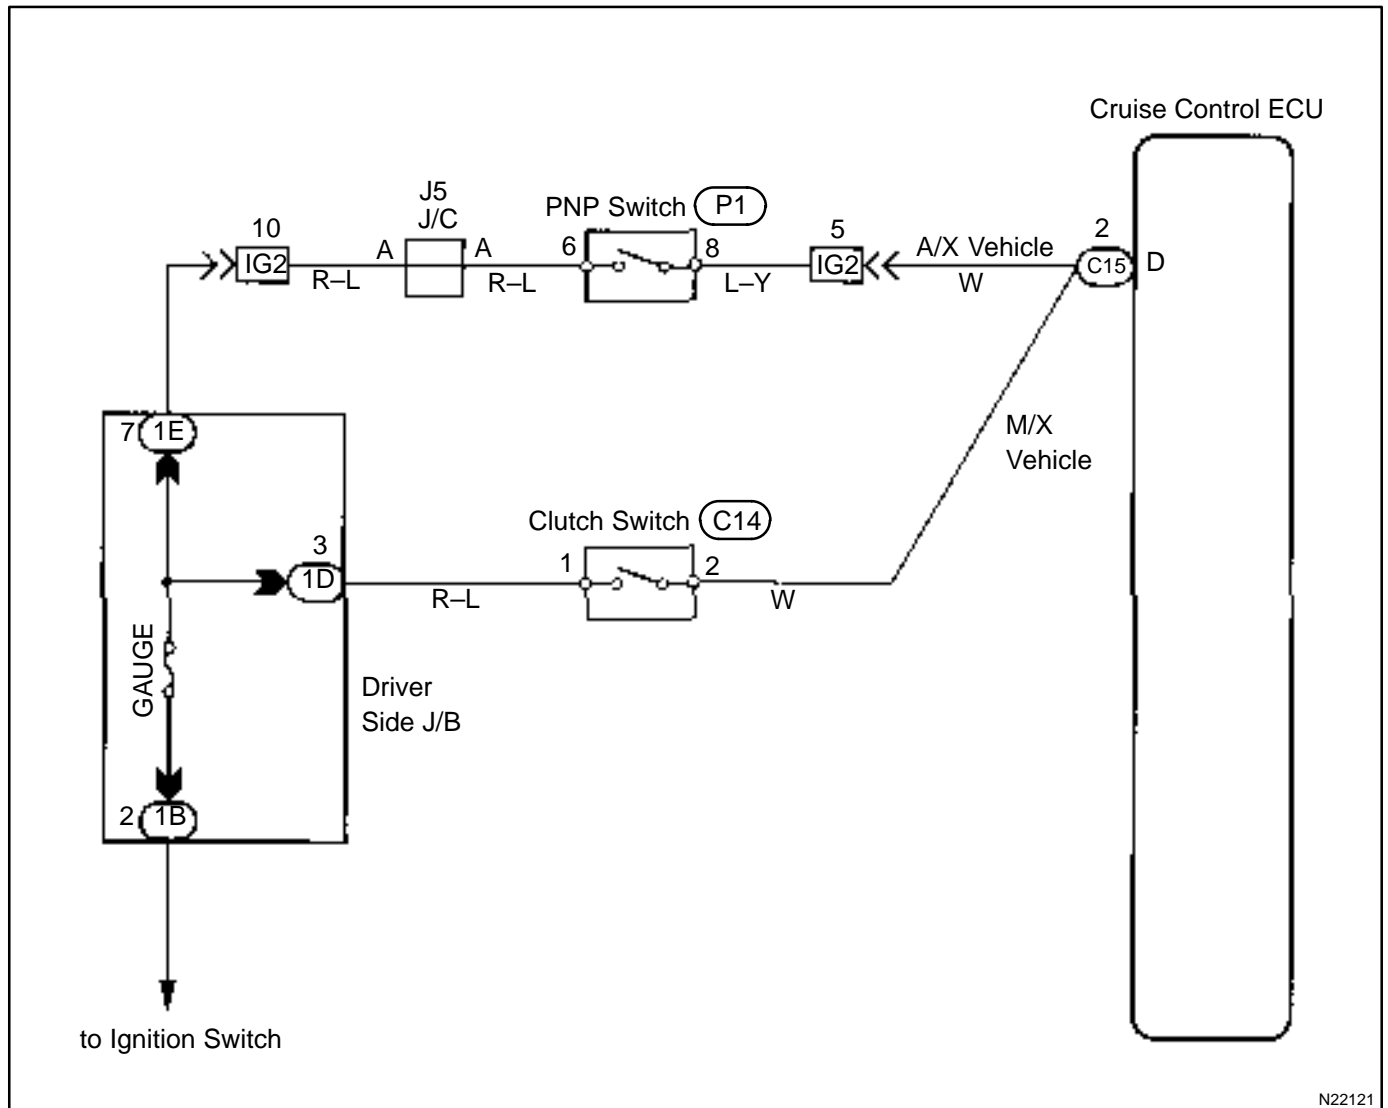 Cruise Control ECU
J5
J/C
PNP Switch P1
10
IG2
R–L
A
A
R–L
6
8
L–Y
5
IG2
A/X Vehicle
W
2
C15
D
7
1E
M/X
Vehicle
3
1D
R–L
Clutch Switch C14
1
2
W
GAUGE
Driver
Side J/B
2
1B
to Ignition Switch
N22121